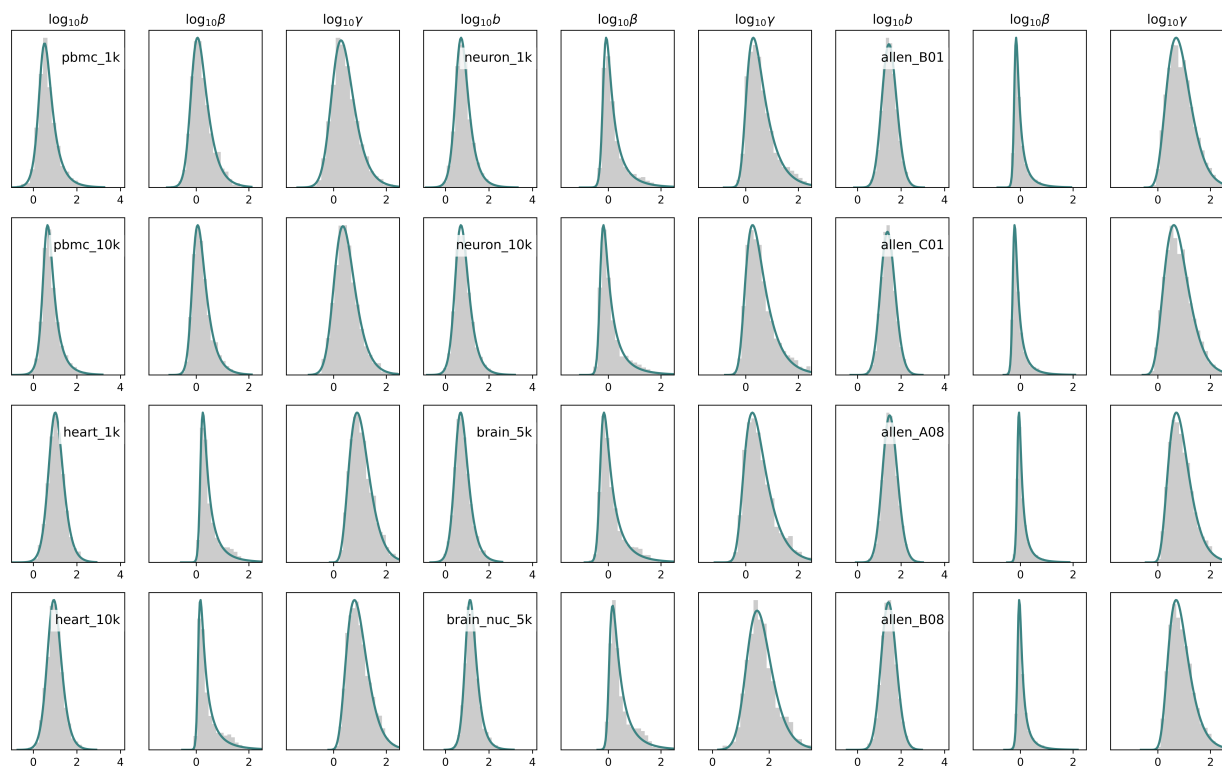 log₁₀b log₁₀β log₁₀γ log₁₀b log₁₀β log₁₀γ log₁₀b log₁₀β log₁₀γ
pbmc_1k neuron_1k allen_B01
0 2 4 0 2 0 2 0 2 4 0 2 0 2 0 2 4 0 2 0 2
pbmc_10k neuron_10k allen_C01
0 2 4 0 2 0 2 0 2 4 0 2 0 2 0 2 4 0 2 0 2
heart_1k brain_5k allen_A08
0 2 4 0 2 0 2 0 2 4 0 2 0 2 0 2 4 0 2 0 2
heart_10k brain_nuc_5k allen_B08
0 2 4 0 2 0 2 0 2 4 0 2 0 2 0 2 4 0 2 0 2